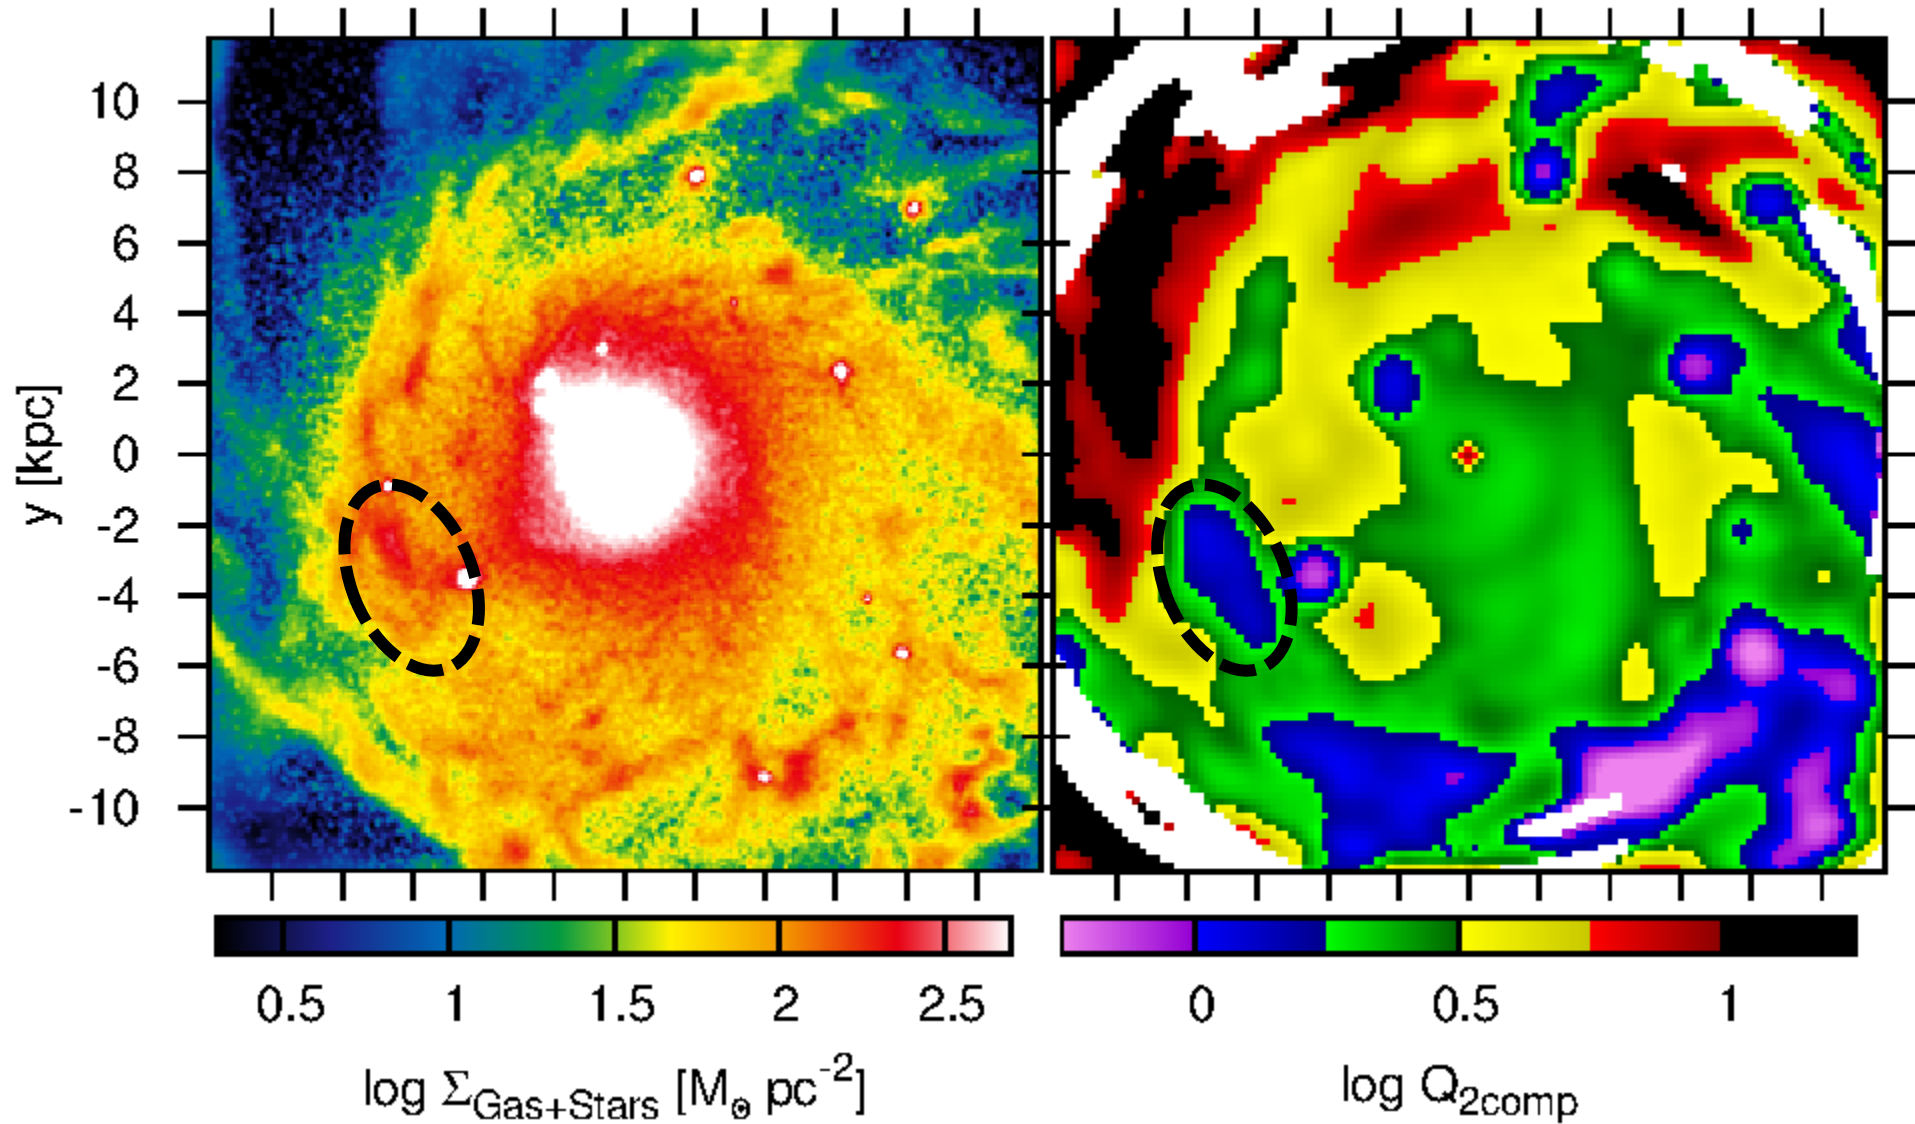 10
8
6
4
2
0
-2
-4
-6
-8
-10
y [kpc]
0.5 1 1.5 2 2.5
log Σ_Gas+Stars [M_⊙ pc^-2]
0 0.5 1
log Q_2comp